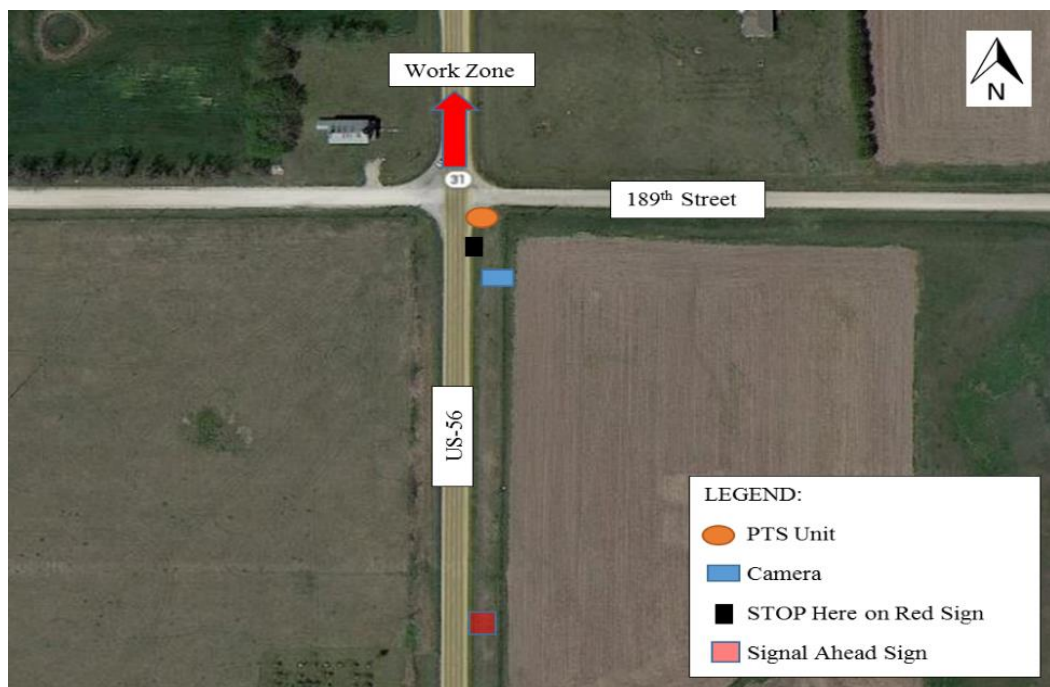 Work Zone
N
31
189th Street
US-56
LEGEND:
PTS Unit
Camera
STOP Here on Red Sign
Signal Ahead Sign